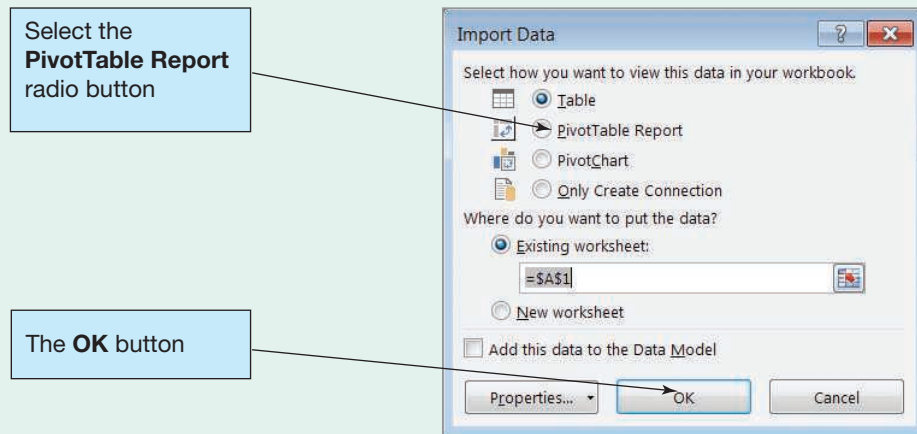 Select the
PivotTable Report
radio button
Import Data
Select how you want to view this data in your workbook.
Table
PivotTable Report
PivotChart
Only Create Connection
Where do you want to put the data?
Existing worksheet:
=$A$1
New worksheet
Add this data to the Data Model
The OK button
Properties...
OK
Cancel